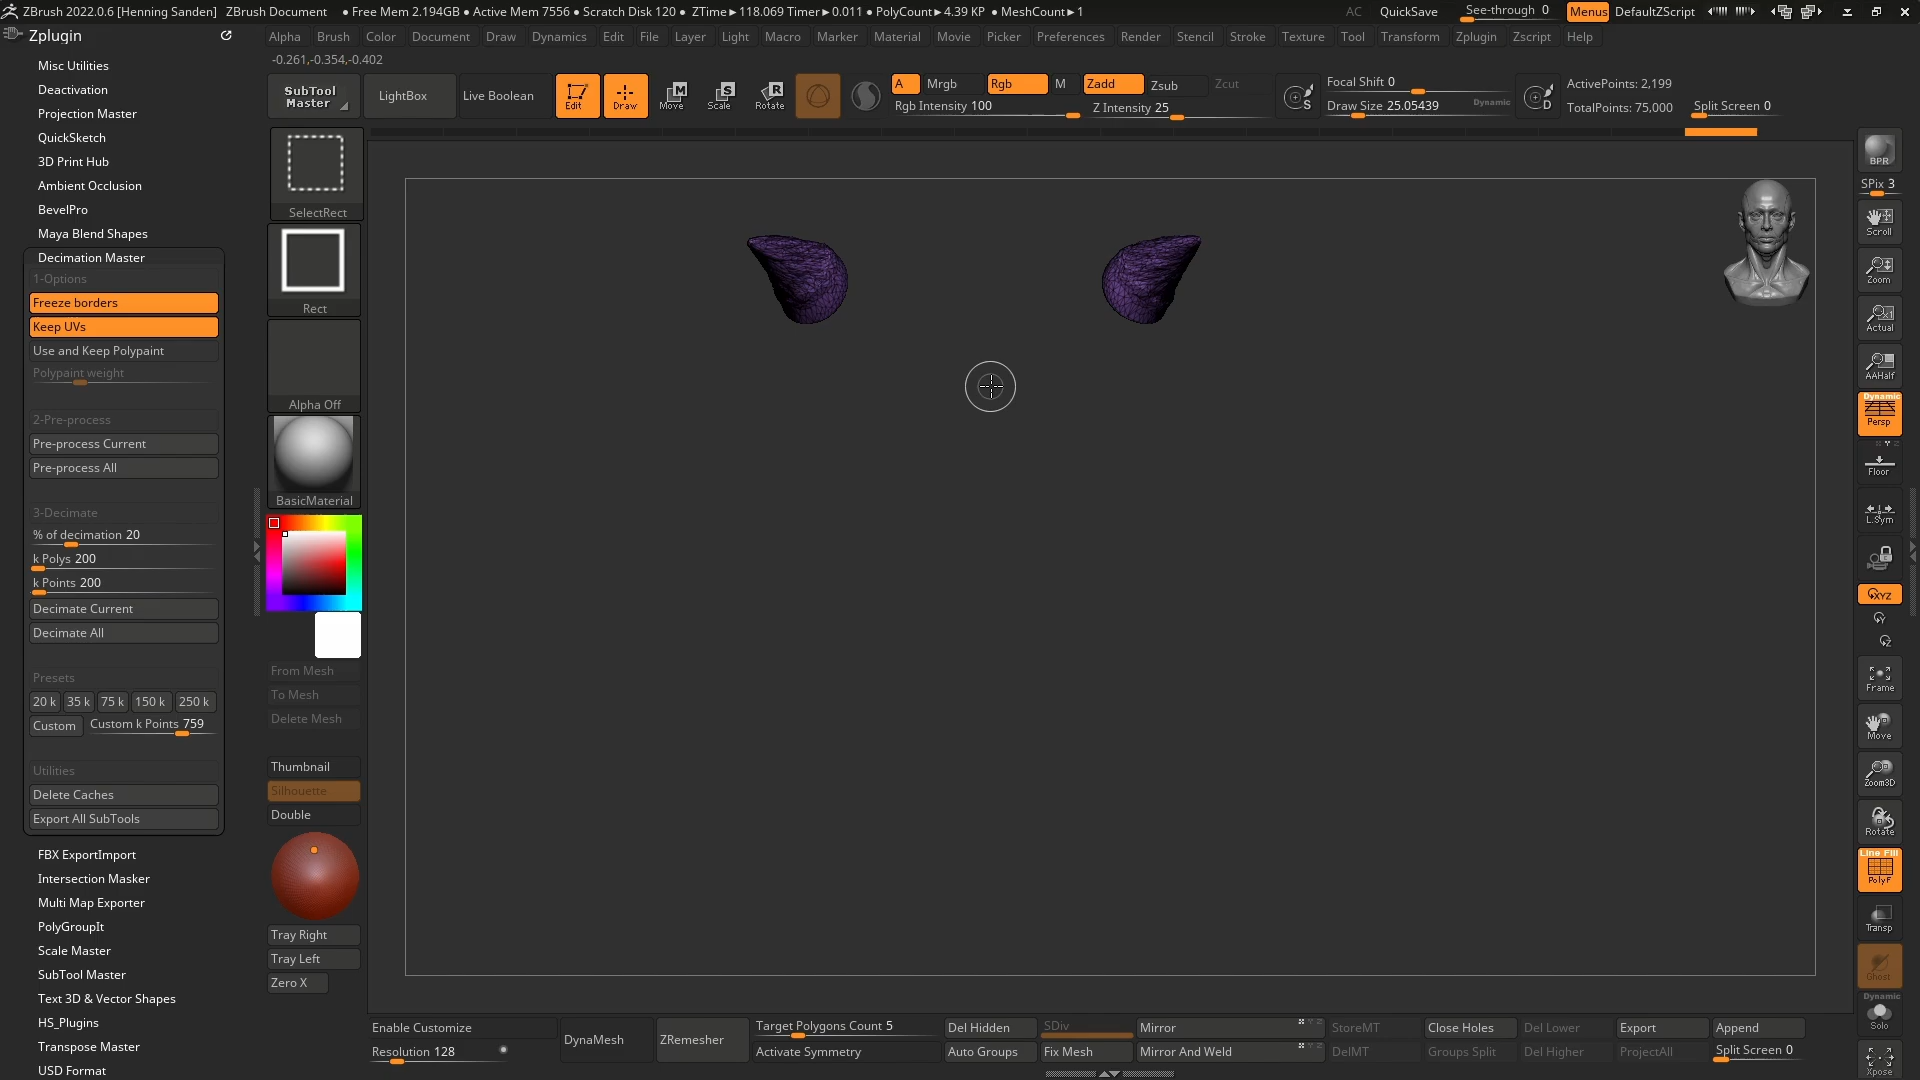 ZBrush 2022.0.6 [Henning Sanden] ZBrush Document ● Free Mem 2.194GB ● Active Mem 7556 ● Scratch Disk 120 ● ZTime►118.069 Timer►0.011 ● PolyCount►4.39 KP ● MeshCount►1 AC QuickSave See-through 0 Menus DefaultZScript
Zplugin
Alpha Brush Color Document Draw Dynamics Edit File Layer Light Macro Marker Material Movie Picker Preferences Render Stencil Stroke Texture Tool Transform Zplugin Zscript Help
-0.261,-0.354,-0.402
SubTool
Master
LightBox
Live Boolean
Edit
Draw
Move
Scale
Rotate
A Mrgb Rgb M Zadd Zsub Zcut
Rgb Intensity 100 Z Intensity 25
S
Focal Shift 0
Draw Size 25.05439 Dynamic
D
ActivePoints: 2,199
TotalPoints: 75,000
Split Screen 0
Misc Utilities
Deactivation
Projection Master
QuickSketch
3D Print Hub
Ambient Occlusion
BevelPro
Maya Blend Shapes
Decimation Master
1-Options
Freeze borders
Keep UVs
Use and Keep Polypaint
Polypaint weight
2-Pre-process
Pre-process Current
Pre-process All
3-Decimate
% of decimation 20
k Polys 200
k Points 200
Decimate Current
Decimate All
Presets
20 k 35 k 75 k 150 k 250 k
Custom Custom k Points 759
Utilities
Delete Caches
Export All SubTools
FBX ExportImport
Intersection Masker
Multi Map Exporter
PolyGroupIt
Scale Master
SubTool Master
Text 3D & Vector Shapes
HS_Plugins
Transpose Master
USD Format
SelectRect
Rect
Alpha Off
BasicMaterial
From Mesh
To Mesh
Delete Mesh
Thumbnail
Silhouette
Double
Tray Right
Tray Left
Zero X
BPR
SPix 3
Scroll
Zoom
Actual
AAHalf
Dynamic
Persp
Floor
L.Sym
XYZ
Y
Z
Frame
Move
Zoom3D
Rotate
Line Fill
PolyF
Transp
Ghost
Dynamic
Solo
Xpose
Enable Customize
Resolution 128
DynaMesh
ZRemesher
Target Polygons Count 5
Activate Symmetry
Del Hidden
Auto Groups
SDiv
Fix Mesh
Mirror
Mirror And Weld
StoreMT
DelMT
Close Holes
Groups Split
Del Lower
Del Higher
Export
ProjectAll
Append
Split Screen 0